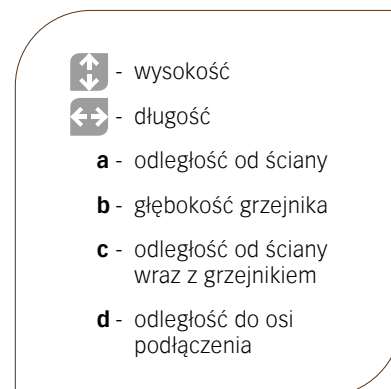 - wysokość
- długość
a - odległość od ściany
b - głębokość grzejnika
c - odległość od ściany
wraz z grzejnikiem
d - odległość do osi
podłączenia